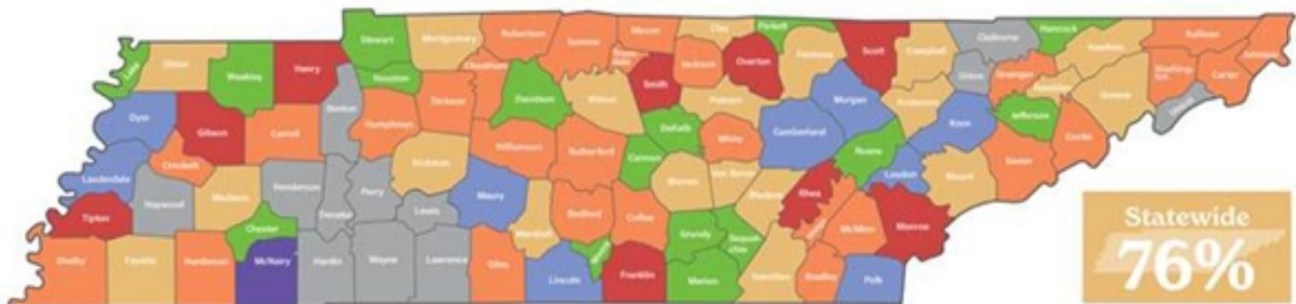 Stewart
Montgomery
Robertson
Sumner
Macon
Clay
Pickett
Scott
Campbell
Claiborne
Hancock
Hawkins
Sullivan
Johnson
Lake
Obion
Weakley
Henry
Houston
Cheatham
Smith
Jackson
Overton
Fentress
Union
Grainger
Carter
Dyer
Gibson
Carroll
Benton
Humphreys
Dickson
Davidson
Wilson
Putnam
Morgan
Anderson
Knox
Jefferson
Greene
Lauderdale
Crockett
Williamson
Rutherford
DeKalb
Cannon
White
Cumberland
Roane
Loudon
Sevier
Cocke
Tipton
Haywood
Madison
Henderson
Decatur
Perry
Hickman
Lewis
Maury
Bedford
Coffee
Warren
Van Buren
Bledsoe
Rhea
McMinn
Monroe
Blount
Shelby
Fayette
Hardeman
Chester
McNairy
Hardin
Wayne
Lawrence
Giles
Marshall
Lincoln
Franklin
Grundy
Marion
Hamilton
Bradley
Polk
Statewide
76%